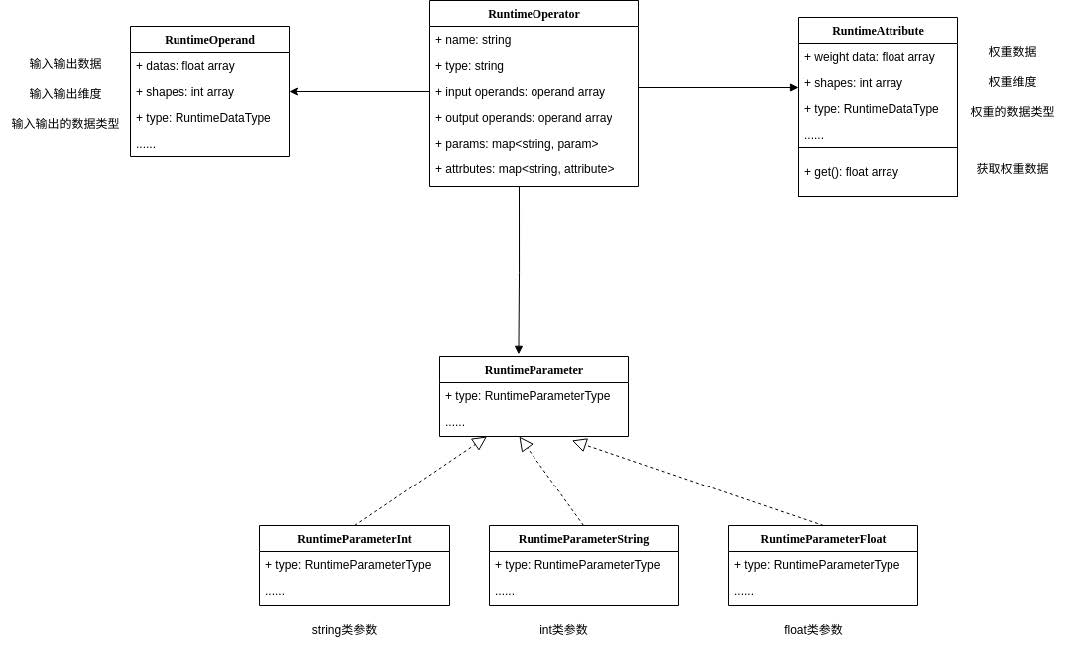 RuntimeOperator
+ name: string
+ type: string
+ input operands: operand array
+ output operands: operand array
+ params: map<string, param>
+ attrbutes: map<string, attribute>
输入输出数据
输入输出维度
输入输出的数据类型
RuntimeOperand
+ datas: float array
+ shapes: int array
+ type: RuntimeDataType
......
RuntimeAttribute
+ weight data: float array
+ shapes: int array
+ type: RuntimeDataType
......
+ get(): float array
权重数据
权重维度
权重的数据类型
获取权重数据
RuntimeParameter
+ type: RuntimeParameterType
......
RuntimeParameterInt
+ type: RuntimeParameterType
......
string类参数
RuntimeParameterString
+ type: RuntimeParameterType
......
int类参数
RuntimeParameterFloat
+ type: RuntimeParameterType
......
float类参数